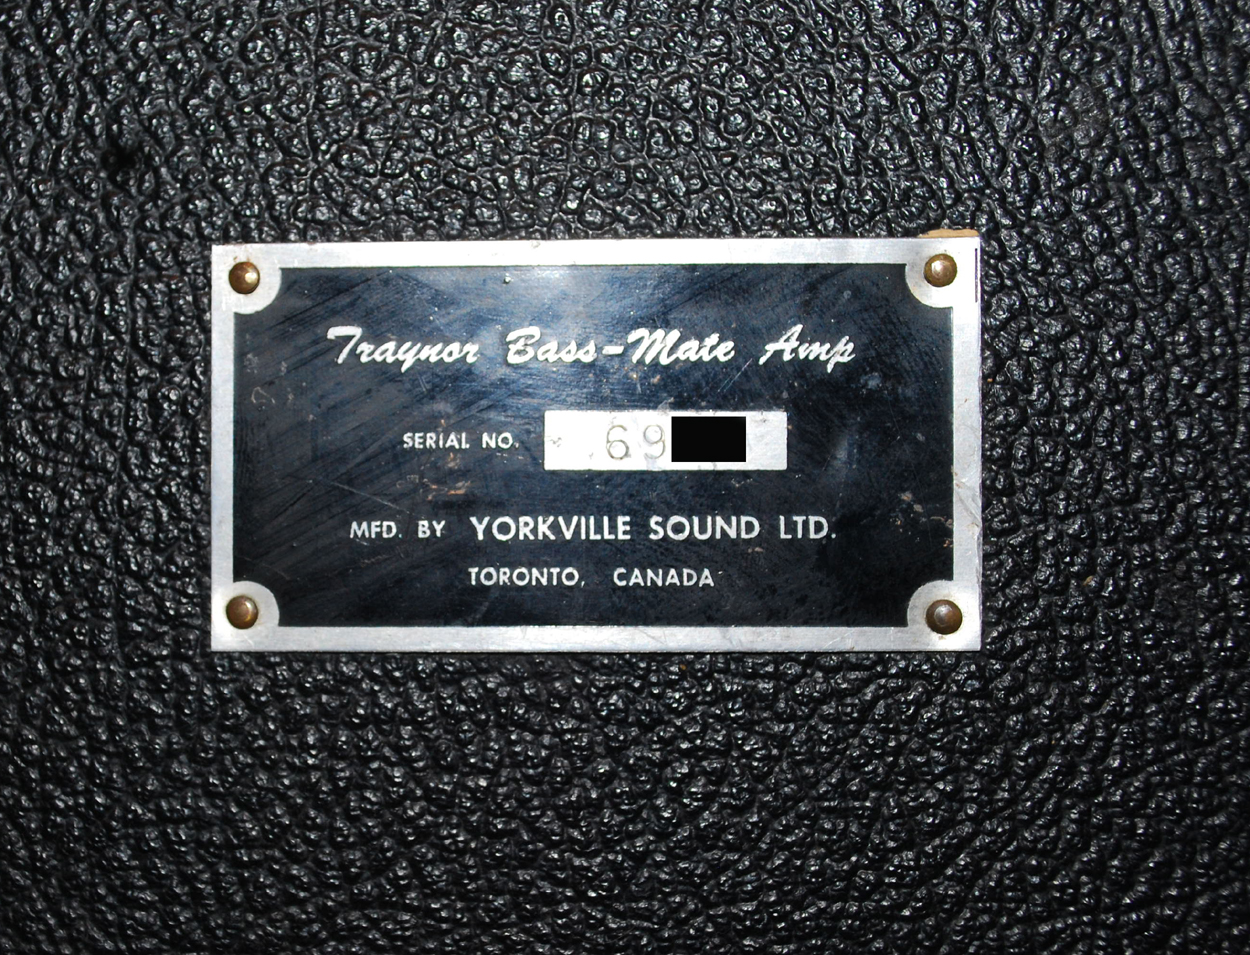 Traynor Bass-Mate Amp
SERIAL NO. 69
MFD. BY YORKVILLE SOUND LTD.
TORONTO, CANADA